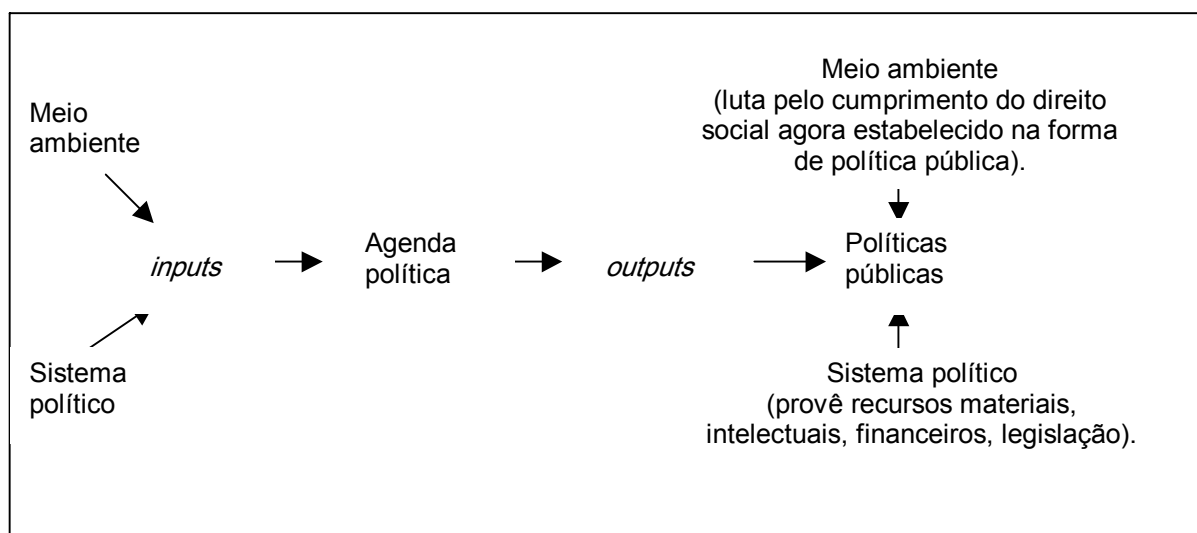 Meio
ambiente
Sistema
político
inputs
Agenda
política
outputs
Meio ambiente
(luta pelo cumprimento do direito
social agora estabelecido na forma
de política pública).
Políticas
públicas
Sistema político
(provê recursos materiais,
intelectuais, financeiros, legislação).